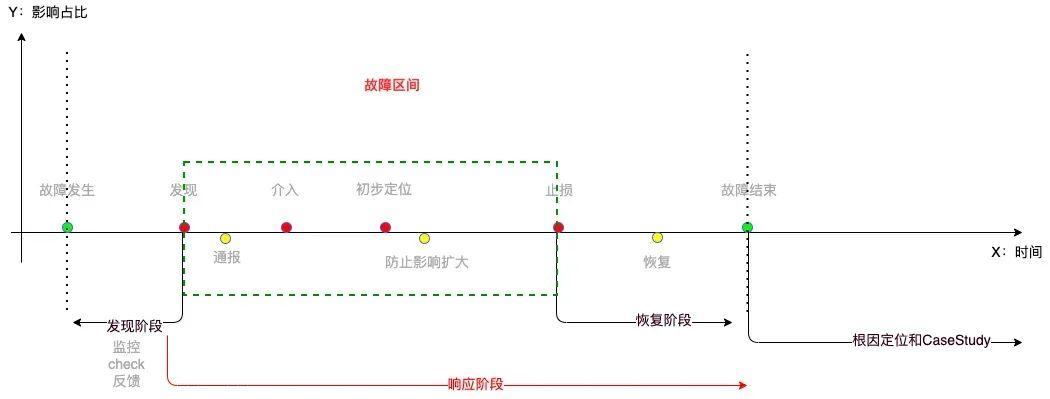 Y：影响占比
故障区间
故障发生
发现
介入
初步定位
止损
故障结束
通报
防止影响扩大
恢复
X：时间
发现阶段
恢复阶段
监控
check
反馈
根因定位和CaseStudy
响应阶段